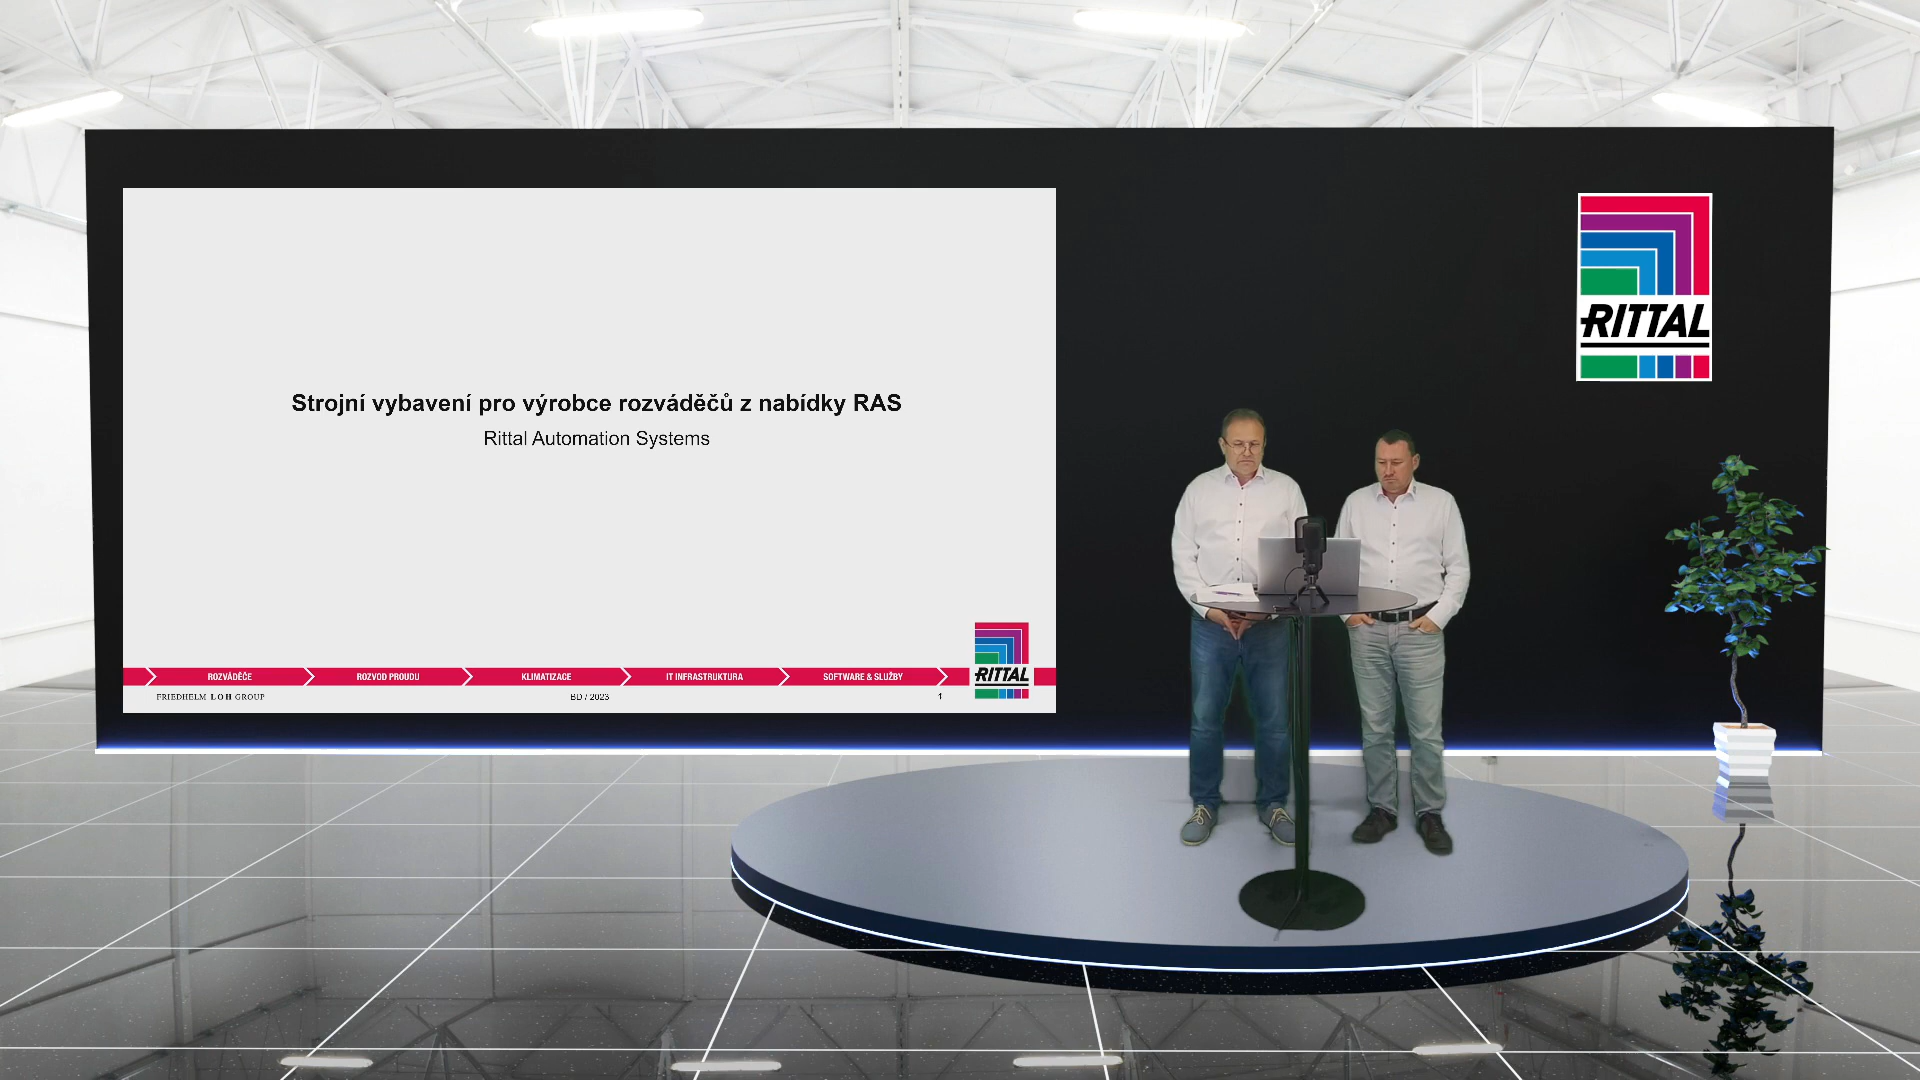 Strojní vybavení pro výrobce rozváděčů z nabídky RAS
Rittal Automation Systems
RITTAL
ROZVÁDĚČE
ROZVOD PROUDU
KLIMATIZACE
IT INFRASTRUKTURA
SOFTWARE & SLUŽBY
RITTAL
FRIEDHELM LOH GROUP
BD / 2023
1